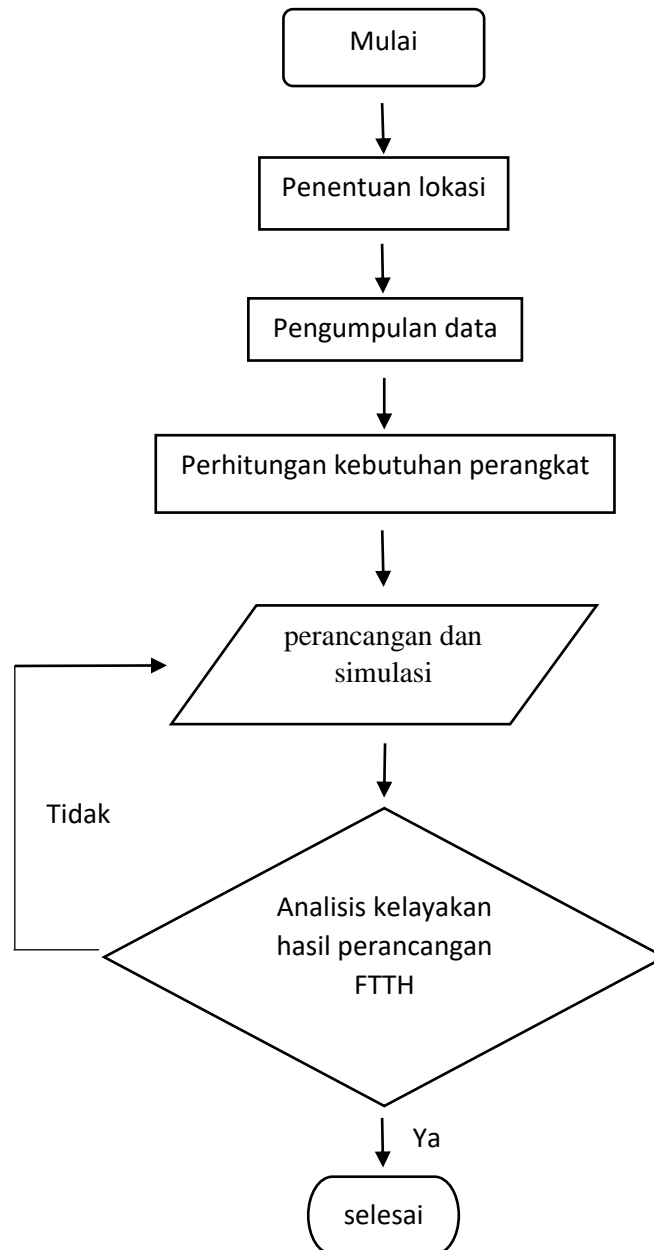 Mulai
Penentuan lokasi
Pengumpulan data
Perhitungan kebutuhan perangkat
perancangan dan
simulasi
Tidak
Analisis kelayakan
hasil perancangan
FTTH
Ya
selesai